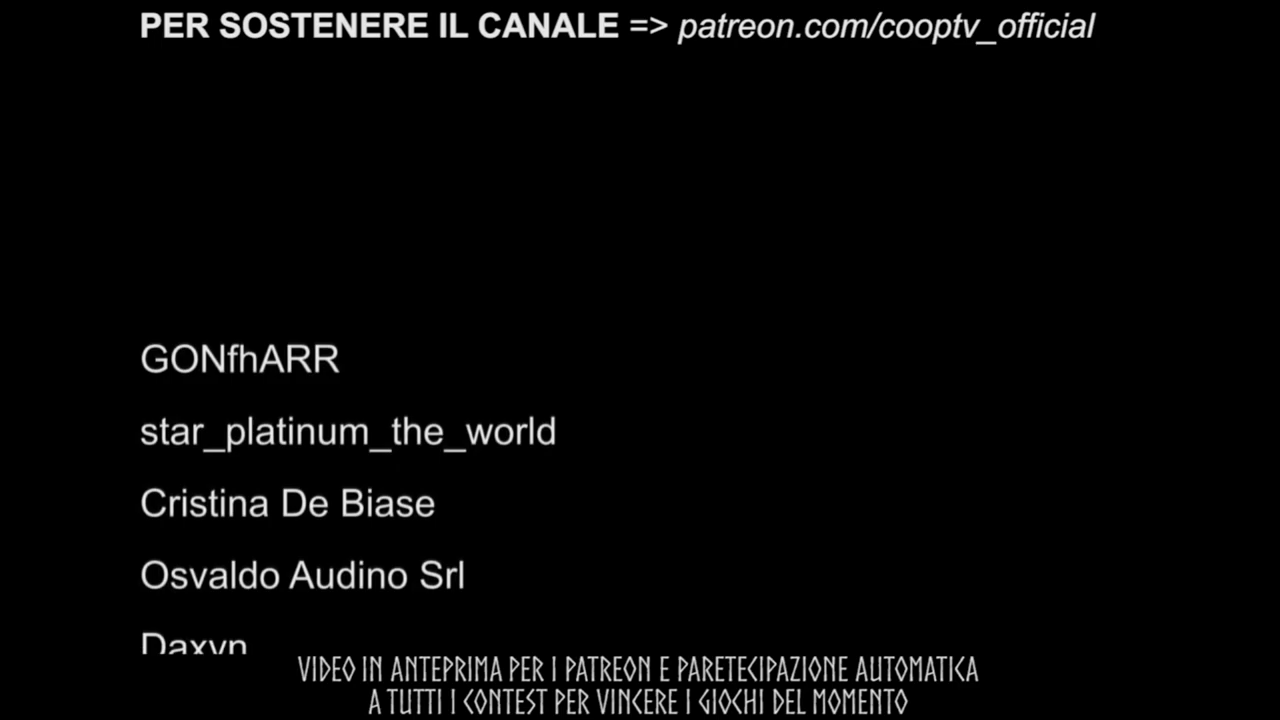 PER SOSTENERE IL CANALE => patreon.com/cooptv_official
GONfhARR
star_platinum_the_world
Cristina De Biase
Osvaldo Audino Srl
Daxyn
VIDEO IN ANTEPRIMA PER I PATREON E PARETECIPAZIONE AUTOMATICA
A TUTTI I CONTEST PER VINCERE I GIOCHI DEL MOMENTO